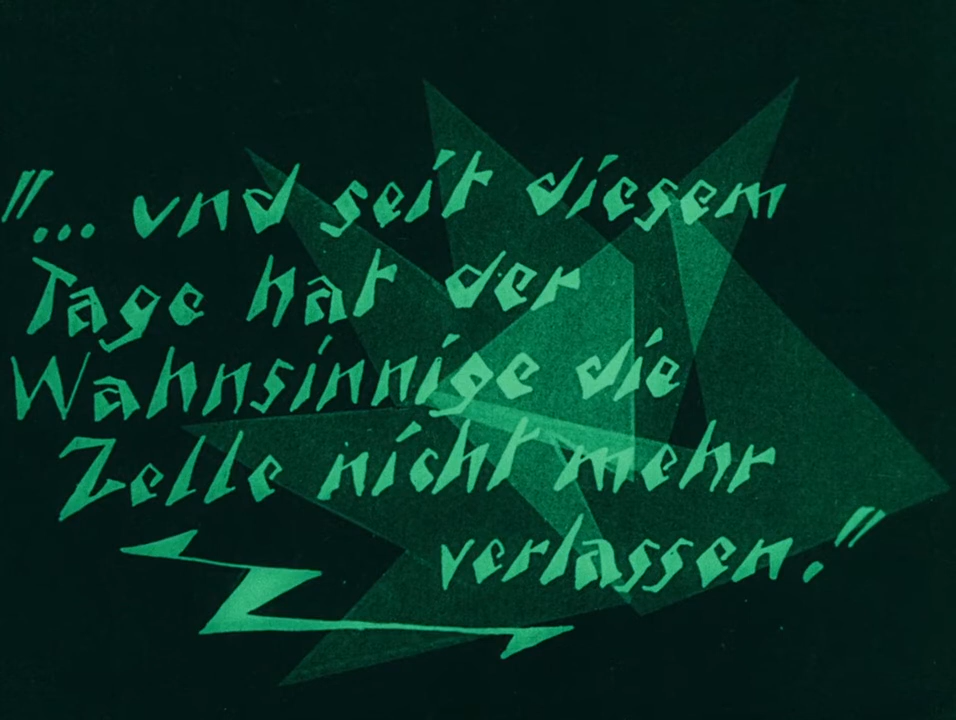 "... und seit diesem
Tage hat der
Wahnsinnige die
Zelle nicht mehr
verlassen."